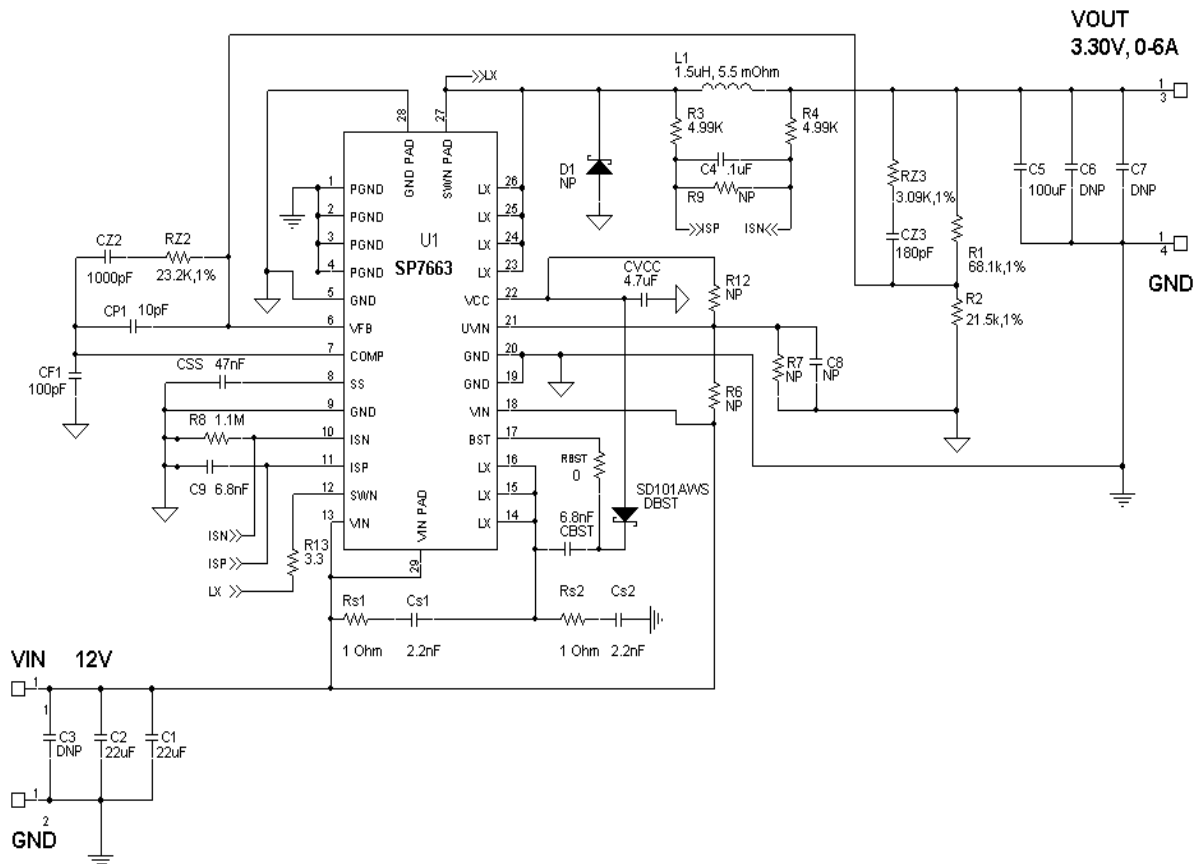 VOUT
3.30V, 0-6A
L1
1.5uH, 5.5 mOhm
>>LX
28
27
GND PAD
SWN PAD
R3
4.99K
R4
4.99K
C4
.1uF
R9
NP
>>ISP
ISN<<
D1
NP
RZ3
3.09K,1%
CZ3
180pF
R1
68.1k,1%
R2
21.5k,1%
C5
100uF
C6
DNP
C7
DNP
1
3
1
4
GND
U1
SP7663
1
PGND
2
PGND
3
PGND
4
PGND
5
GND
6
VFB
7
COMP
8
SS
9
GND
10
ISN
11
ISP
12
SWN
13
VIN
VIN PAD
29
LX
26
LX
25
LX
24
LX
23
VCC
22
UVIN
21
GND
20
GND
19
VIN
18
BST
17
LX
16
LX
15
LX
14
CZ2
1000pF
RZ2
23.2K,1%
CP1
10pF
CF1
100pF
CSS
47nF
R8
1.1M
C9
6.8nF
ISN>>
ISP>>
LX>>
R13
3.3
CVCC
4.7uF
R12
NP
R7
NP
C8
NP
R6
NP
RBST
0
SD101AWS
DBST
6.8nF
CBST
Rs1
1 Ohm
Cs1
2.2nF
Rs2
1 Ohm
Cs2
2.2nF
VIN
12V
1
1
C3
DNP
C2
22uF
C1
22uF
1
2
GND